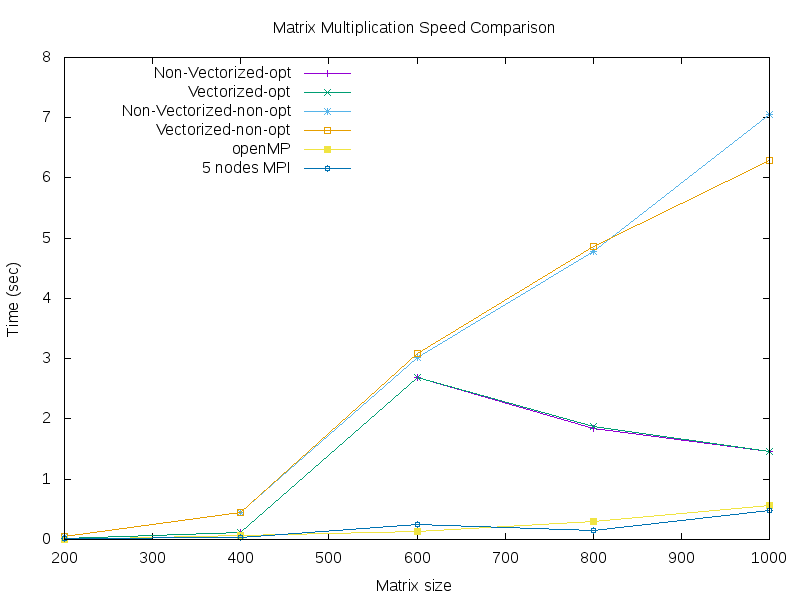 Matrix Multiplication Speed Comparison
8
7
6
5
4
3
2
1
0
Time (sec)
Non-Vectorized-opt
Vectorized-opt
Non-Vectorized-non-opt
Vectorized-non-opt
openMP
5 nodes MPI
200 300 400 500 600 700 800 900 1000
Matrix size